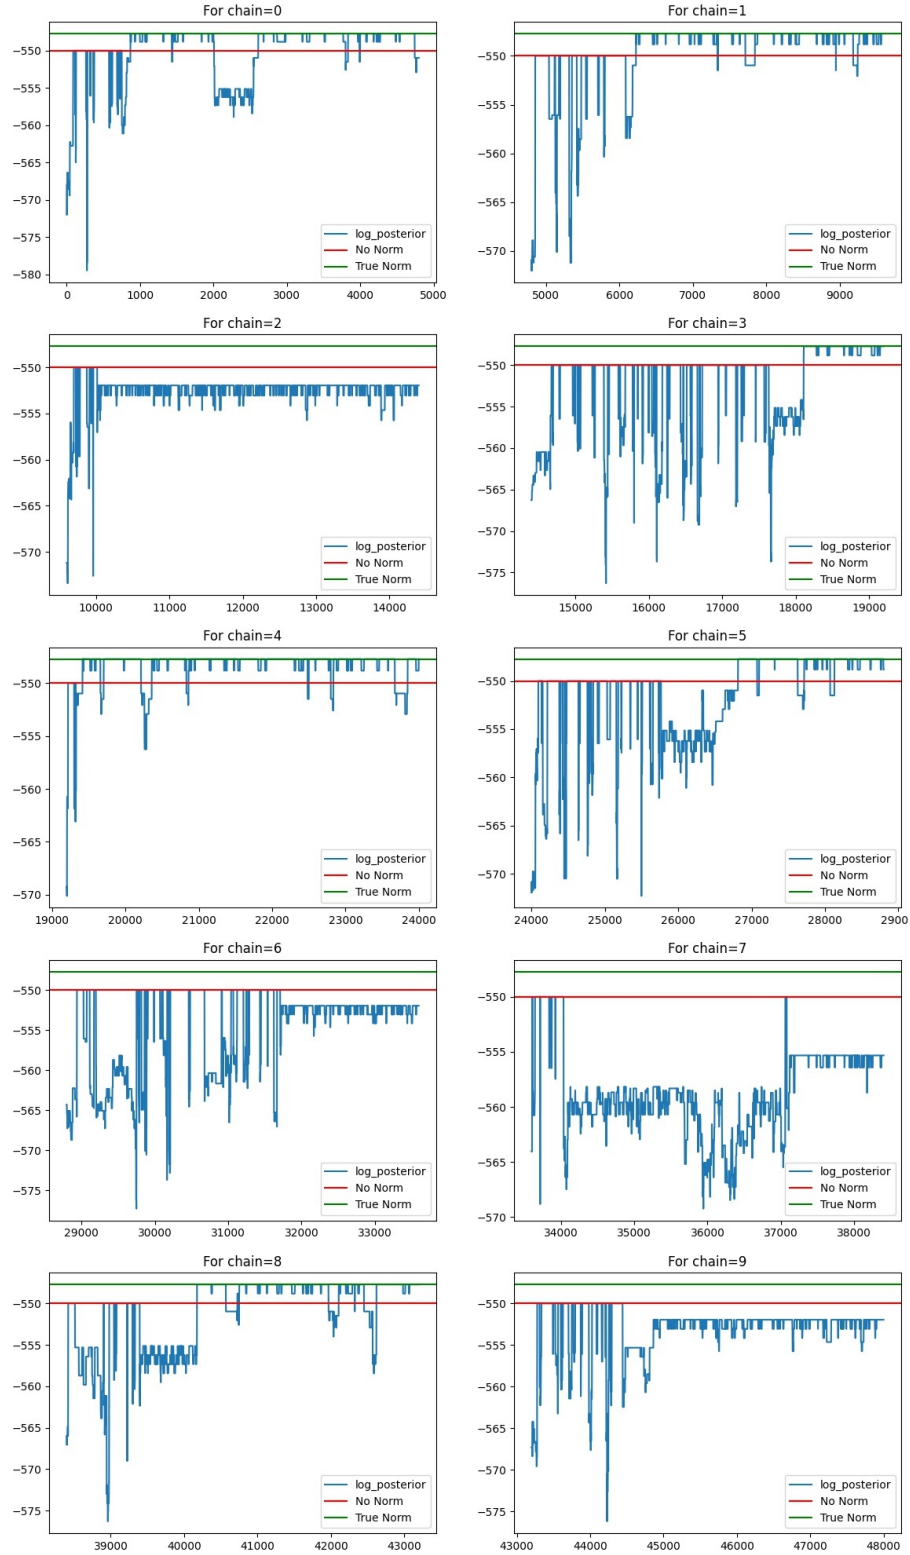 For chain=0
−550
−555
−560
−565
−570
−575
−580
log_posterior
No Norm
True Norm
0 1000 2000 3000 4000 5000
For chain=1
−550
−555
−560
−565
−570
log_posterior
No Norm
True Norm
5000 6000 7000 8000 9000
For chain=2
−550
−555
−560
−565
−570
log_posterior
No Norm
True Norm
10000 11000 12000 13000 14000
For chain=3
−550
−555
−560
−565
−570
−575
log_posterior
No Norm
True Norm
15000 16000 17000 18000 19000
For chain=4
−550
−555
−560
−565
−570
log_posterior
No Norm
True Norm
19000 20000 21000 22000 23000 24000
For chain=5
−550
−555
−560
−565
−570
log_posterior
No Norm
True Norm
24000 25000 26000 27000 28000 2900
For chain=6
−550
−555
−560
−565
−570
−575
log_posterior
No Norm
True Norm
29000 30000 31000 32000 33000
For chain=7
−550
−555
−560
−565
−570
log_posterior
No Norm
True Norm
34000 35000 36000 37000 38000
For chain=8
−550
−555
−560
−565
−570
−575
log_posterior
No Norm
True Norm
39000 40000 41000 42000 43000
For chain=9
−550
−555
−560
−565
−570
−575
log_posterior
No Norm
True Norm
43000 44000 45000 46000 47000 48000